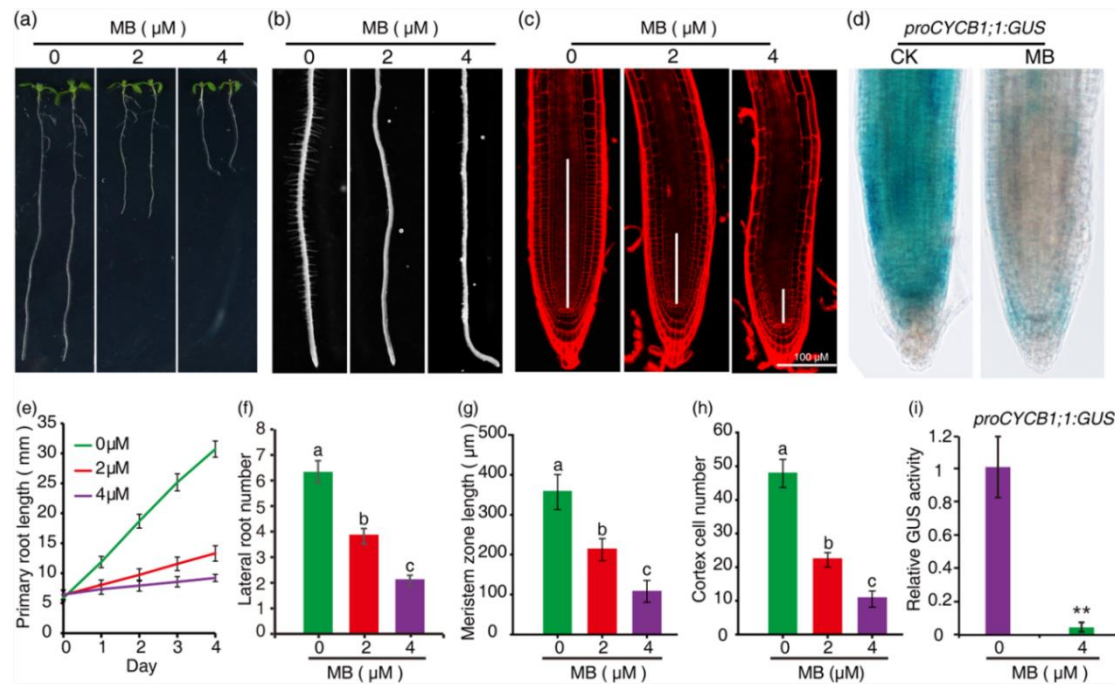 (a)
MB ( μM )
0 2 4
(b)
MB ( μM )
0 2 4
(c)
MB ( μM )
0 2 4
100 μM
(d)
proCYCB1;1:GUS
CK MB
(e)
Primary root length ( mm )
35
30
25
20
15
10
5
0
0μM
2μM
4μM
0 1 2 3 4
Day
(f)
Lateral root number
8
7
6
5
4
3
2
1
0
a
b
c
0 2 4
MB ( μM )
(g)
Meristem zone length ( μm )
500
400
300
200
100
0
a
b
c
0 2 4
MB ( μM )
(h)
Cortex cell number
60
50
40
30
20
10
0
a
b
c
0 2 4
MB (μM)
(i)
proCYCB1;1:GUS
Relative GUS activity
1.2
1
0.8
0.6
0.4
0.2
0
**
0 4
MB ( μM )